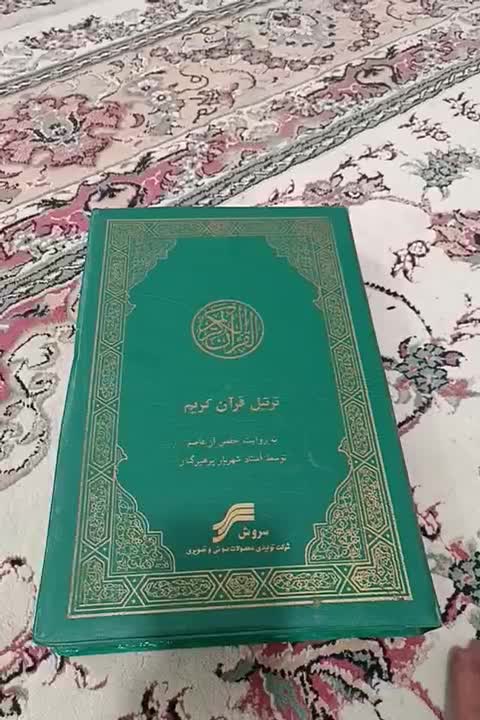 القرآن الكريم
ترتیل قرآن کریم
به روایت حفص از عاصم
توسط استاد شهریار پرهیزگار
سروش
شرکت تولیدی محصولات صوتی و تصویری